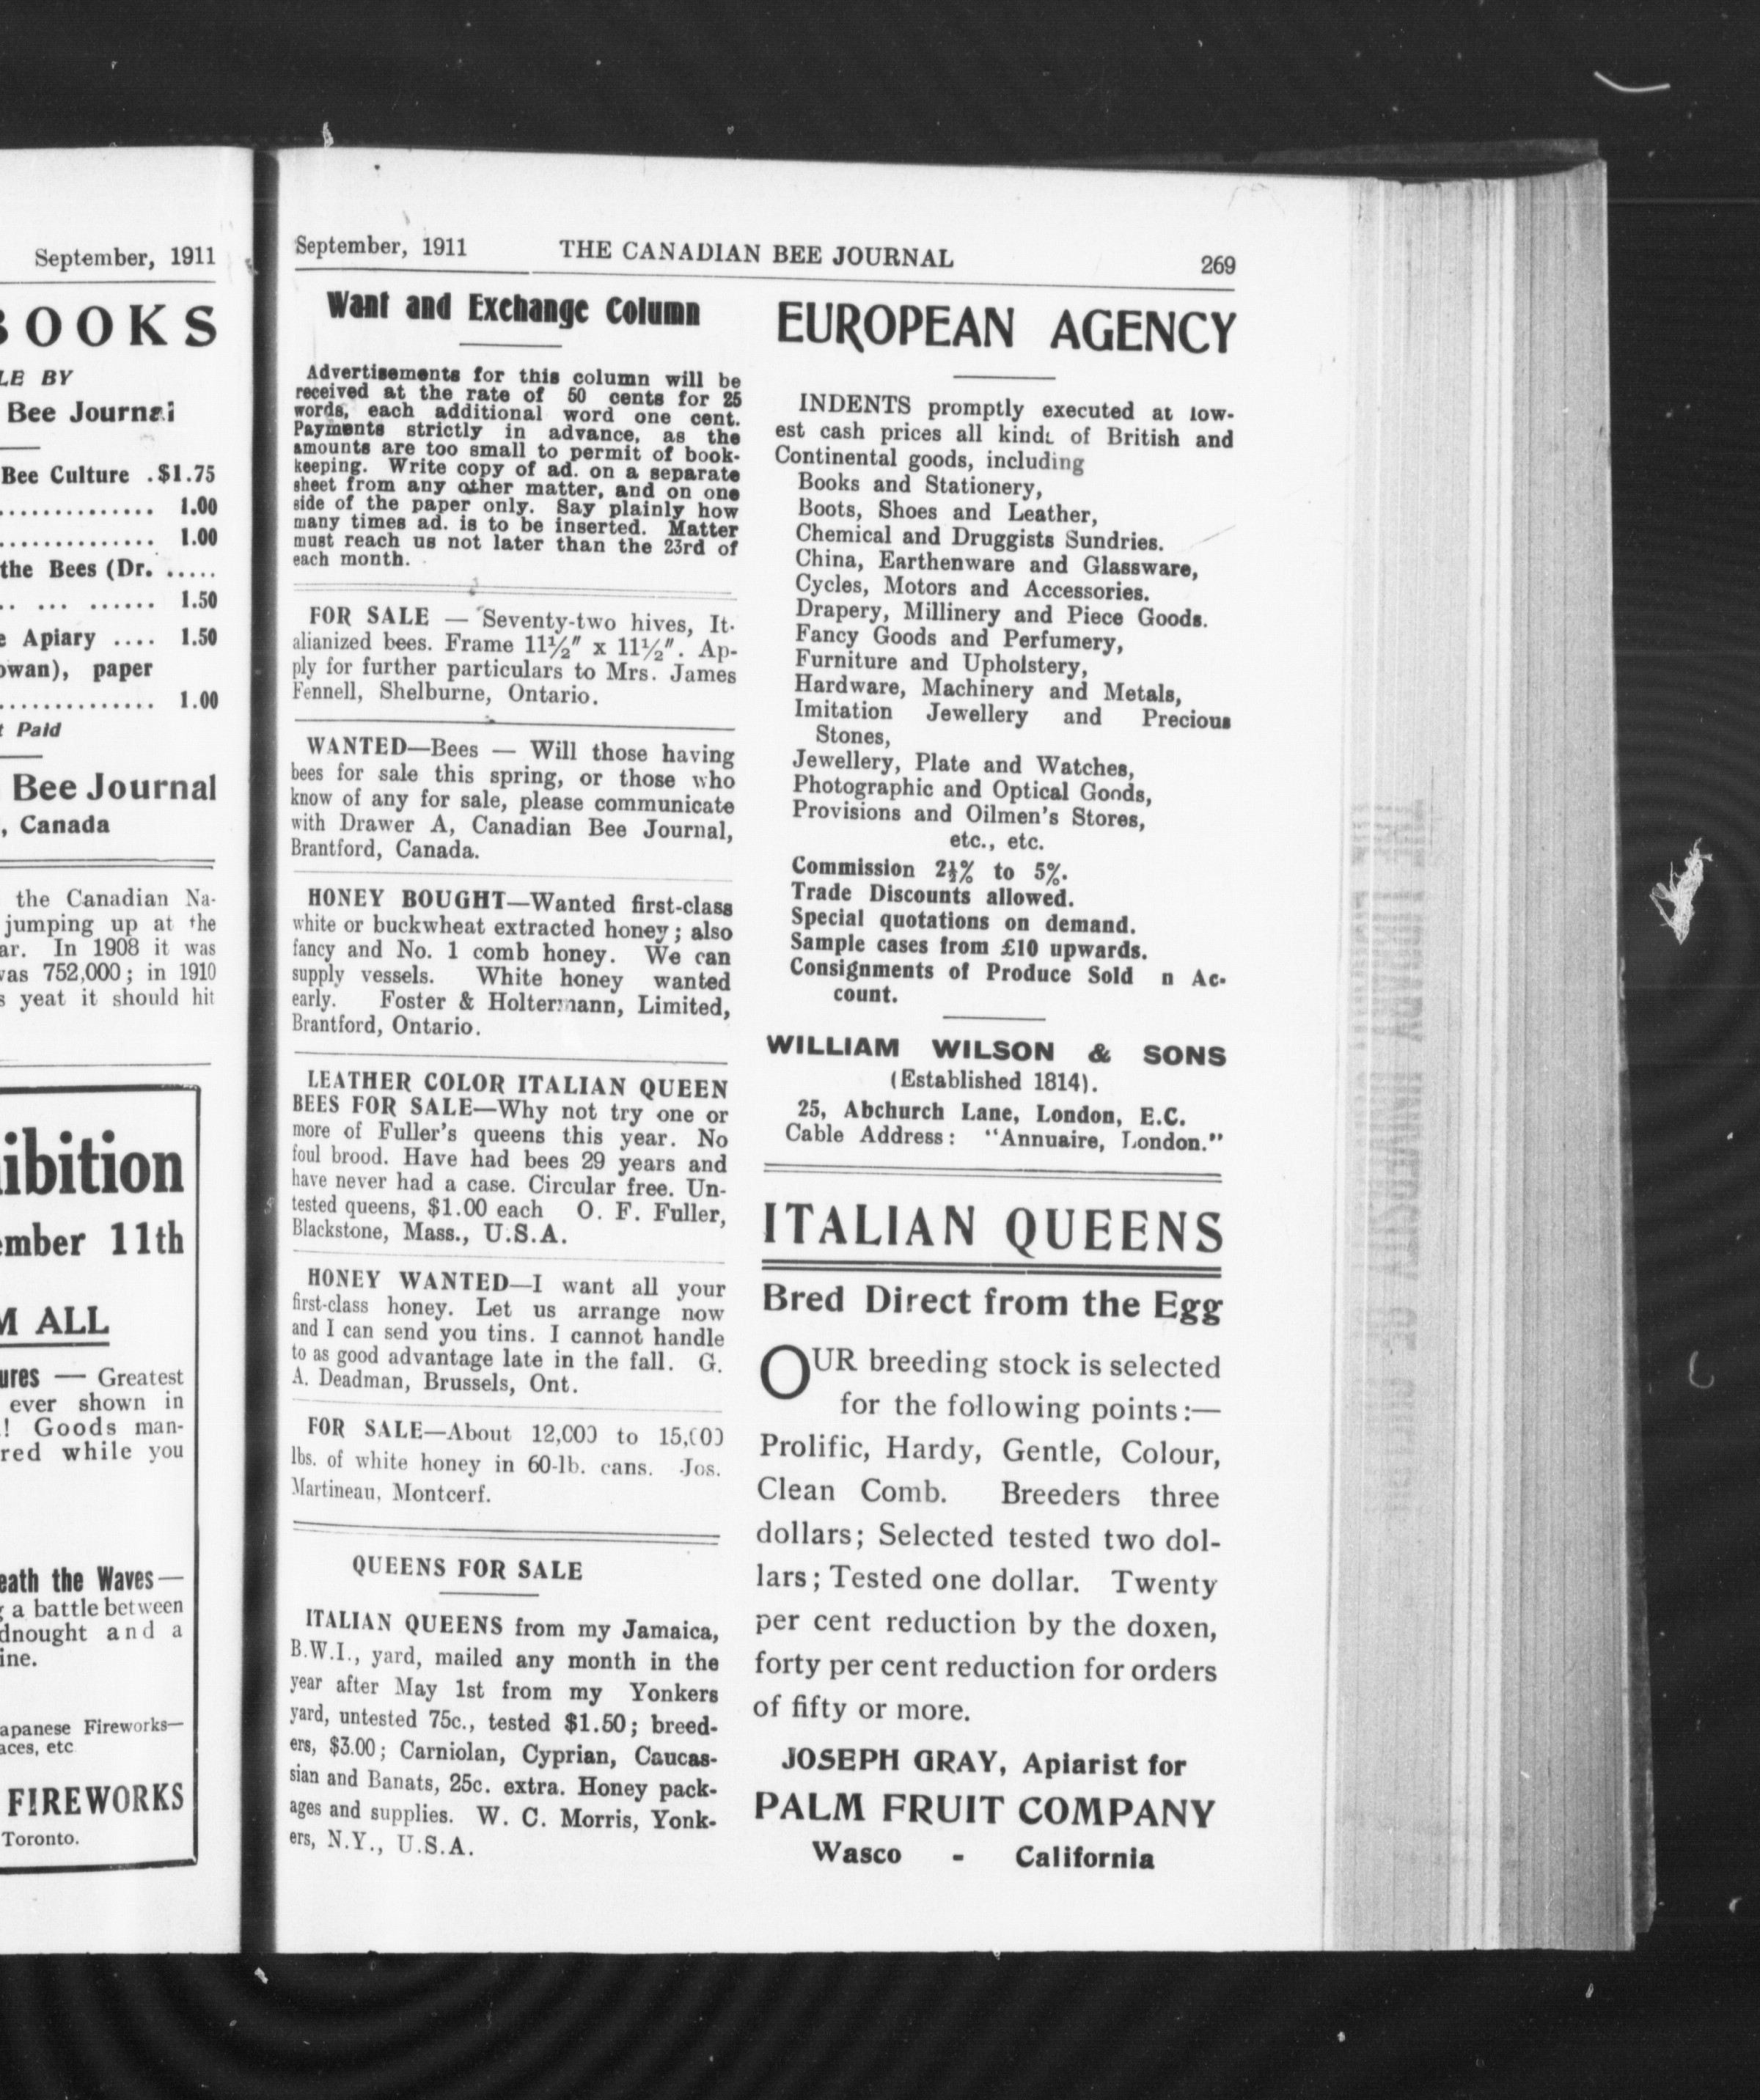 September, 1911
BOOKS
BY
Bee Journal
Bee Culture .$1.75
.............. 1.00
.............. 1.00
the Bees (Dr. .....
.. ... ...... 1.50
Apiary .... 1.50
paper
.............. 1.00
Paid
Bee Journal
, Canada
the Canadian Na-
jumping up at the
In 1908 it was
was 752,000; in 1910
yeat it should hit
11th
ALL
— Greatest
ever shown in
! Goods man-
while you
the Waves—
a battle between
and a
Fireworks—
etc
FIREWORKS
Toronto.
September, 1911 THE CANADIAN BEE JOURNAL 269
Want and Exchange Column
Advertisements for this column will be
received at the rate of 50 cents for 25
words, each additional word one cent.
Payments strictly in advance, as the
amounts are too small to permit of book-
keeping. Write copy of ad. on a separate
sheet from any other matter, and on one
side of the paper only. Say plainly how
many times ad. is to be inserted. Matter
must reach us not later than the 23rd of
each month.
FOR SALE — Seventy-two hives, It-
alianized bees. Frame 11½″ x 11½″. Ap-
ply for further particulars to Mrs. James
Fennell, Shelburne, Ontario.
WANTED—Bees — Will those having
bees for sale this spring, or those who
know of any for sale, please communicate
with Drawer A, Canadian Bee Journal,
Brantford, Canada.
HONEY BOUGHT—Wanted first-class
white or buckwheat extracted honey; also
fancy and No. 1 comb honey. We can
supply vessels. White honey wanted
early. Foster & Holtermann, Limited,
Brantford, Ontario.
LEATHER COLOR ITALIAN QUEEN
BEES FOR SALE—Why not try one or
more of Fuller's queens this year. No
foul brood. Have had bees 29 years and
have never had a case. Circular free. Un-
tested queens, $1.00 each O. F. Fuller,
Blackstone, Mass., U.S.A.
HONEY WANTED—I want all your
first-class honey. Let us arrange now
and I can send you tins. I cannot handle
to as good advantage late in the fall. G.
A. Deadman, Brussels, Ont.
FOR SALE—About 12,000 to 15,000
lbs. of white honey in 60-lb. cans. Jos.
Martineau, Montcerf.
QUEENS FOR SALE
ITALIAN QUEENS from my Jamaica,
B.W.I., yard, mailed any month in the
year after May 1st from my Yonkers
yard, untested 75c., tested $1.50; breed-
ers, $3.00; Carniolan, Cyprian, Caucas-
sian and Banats, 25c. extra. Honey pack-
ages and supplies. W. C. Morris, Yonk-
ers, N.Y., U.S.A.
EUROPEAN AGENCY
INDENTS promptly executed at low-
est cash prices all kinds of British and
Continental goods, including
Books and Stationery,
Boots, Shoes and Leather,
Chemical and Druggists Sundries.
China, Earthenware and Glassware,
Cycles, Motors and Accessories.
Drapery, Millinery and Piece Goods.
Fancy Goods and Perfumery,
Furniture and Upholstery,
Hardware, Machinery and Metals,
Imitation Jewellery and Precious
Stones,
Jewellery, Plate and Watches,
Photographic and Optical Goods,
Provisions and Oilmen's Stores,
etc., etc.
Commission 2½% to 5%.
Trade Discounts allowed.
Special quotations on demand.
Sample cases from £10 upwards.
Consignments of Produce Sold n Ac-
count.
WILLIAM WILSON & SONS
(Established 1814).
25, Abchurch Lane, London, E.C.
Cable Address: "Annuaire, London."
ITALIAN QUEENS
Bred Direct from the Egg
OUR breeding stock is selected
for the following points:—
Prolific, Hardy, Gentle, Colour,
Clean Comb. Breeders three
dollars; Selected tested two dol-
lars; Tested one dollar. Twenty
per cent reduction by the doxen,
forty per cent reduction for orders
of fifty or more.
JOSEPH GRAY, Apiarist for
PALM FRUIT COMPANY
Wasco - California